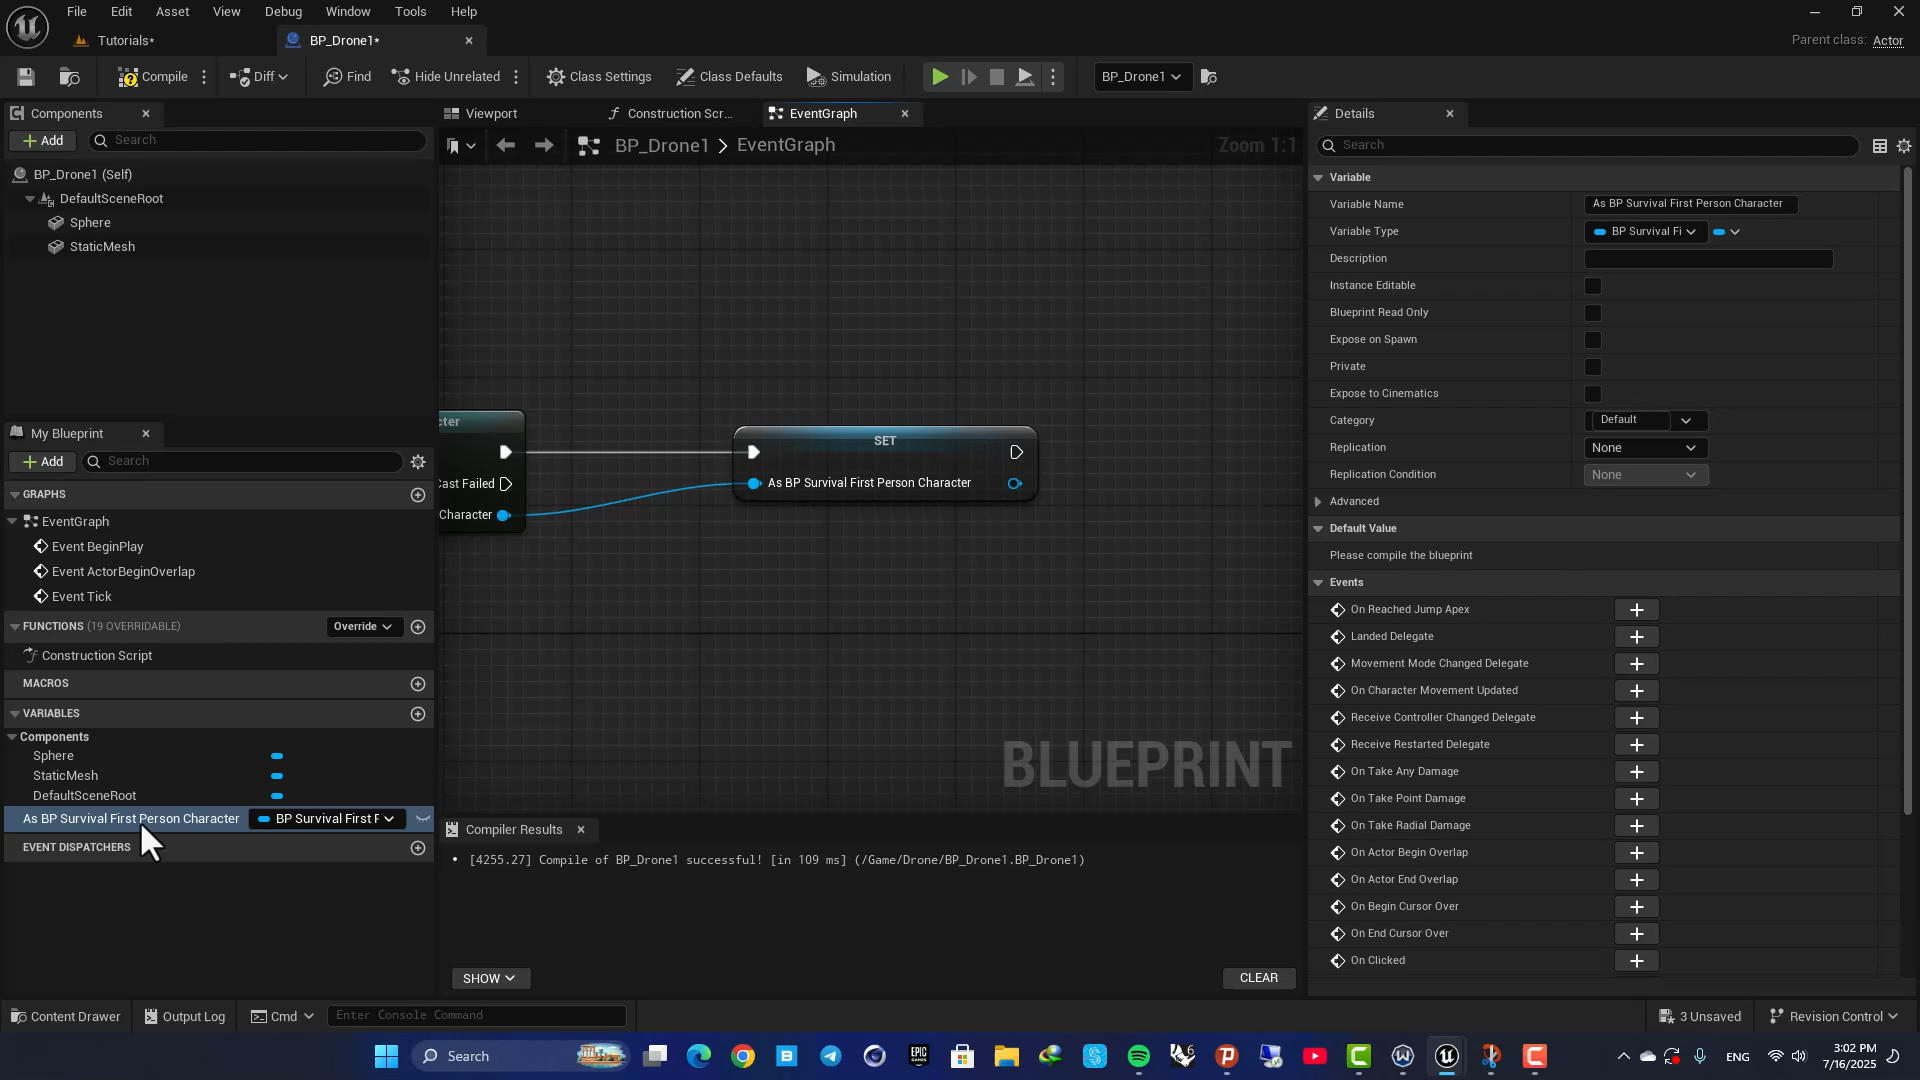 File Edit Asset View Debug Window Tools Help
Tutorials* BP_Drone1* Parent class: Actor
Compile Diff Find Hide Unrelated Class Settings Class Defaults Simulation BP_Drone1
Components Viewport Construction Scr... EventGraph Details
Add Search BP_Drone1 EventGraph Zoom 1:1 Search
BP_Drone1 (Self)
DefaultSceneRoot
Sphere
StaticMesh
My Blueprint
Add Search
GRAPHS
EventGraph
Event BeginPlay
Event ActorBeginOverlap
Event Tick
FUNCTIONS (19 OVERRIDABLE) Override
Construction Script
MACROS
VARIABLES
Components
Sphere
StaticMesh
DefaultSceneRoot
As BP Survival First Person Character BP Survival First F
EVENT DISPATCHERS
cter
Cast Failed
Character
SET
As BP Survival First Person Character
BLUEPRINT
Compiler Results
[4255.27] Compile of BP_Drone1 successful! [in 109 ms] (/Game/Drone/BP_Drone1.BP_Drone1)
SHOW CLEAR
Variable
Variable Name As BP Survival First Person Character
Variable Type BP Survival Fi
Description
Instance Editable
Blueprint Read Only
Expose on Spawn
Private
Expose to Cinematics
Category Default
Replication None
Replication Condition None
Advanced
Default Value
Please compile the blueprint
Events
On Reached Jump Apex
Landed Delegate
Movement Mode Changed Delegate
On Character Movement Updated
Receive Controller Changed Delegate
Receive Restarted Delegate
On Take Any Damage
On Take Point Damage
On Take Radial Damage
On Actor Begin Overlap
On Actor End Overlap
On Begin Cursor Over
On End Cursor Over
On Clicked
Content Drawer Output Log Cmd Enter Console Command 3 Unsaved Revision Control
Search EPIC GAMES ENG 3:02 PM
7/16/2025